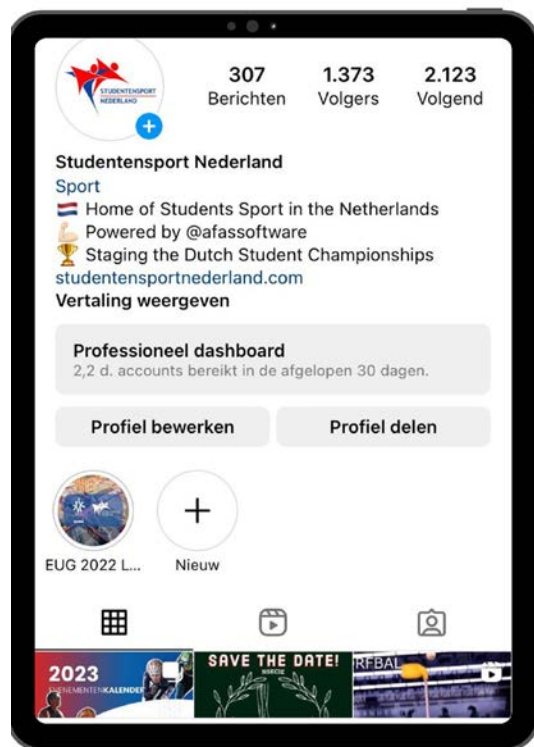 STUDENTENSPORT
NEDERLAND
307 1.373 2.123
Berichten Volgers Volgend
Studentensport Nederland
Sport
Home of Students Sport in the Netherlands
Powered by @afassoftware
Staging the Dutch Student Championships
studentensportnederland.com
Vertaling weergeven
Professioneel dashboard
2,2 d. accounts bereikt in de afgelopen 30 dagen.
Profiel bewerken Profiel delen
EUG 2022 L... Nieuw
2023
EVENEMENTENKALENDER
SAVE THE DATE!
RFBAL